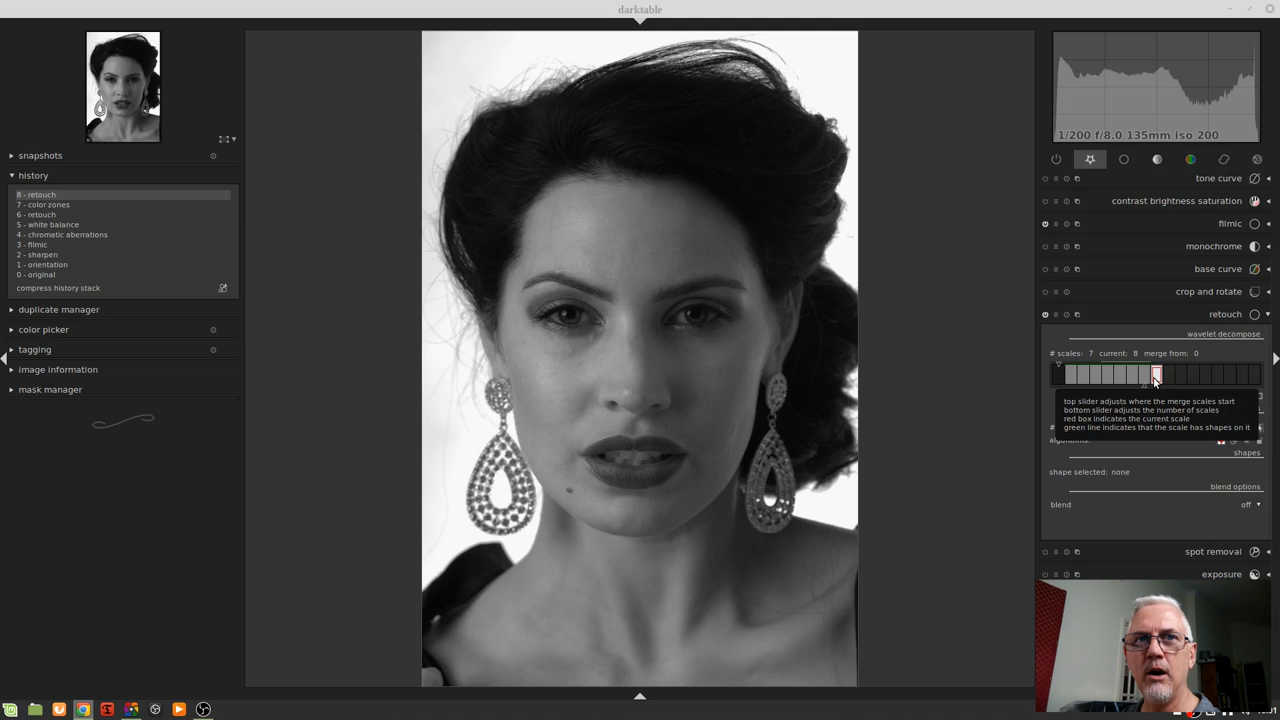 darktable
snapshots
history
8 - retouch
7 - color zones
6 - retouch
5 - white balance
4 - chromatic aberrations
3 - filmic
2 - sharpen
1 - orientation
0 - original
compress history stack
duplicate manager
color picker
tagging
image information
mask manager
1/200 f/8.0 135mm iso 200
tone curve
contrast brightness saturation
filmic
monochrome
base curve
crop and rotate
retouch
wavelet decompose
# scales: 7 current: 8 merge from: 0
top slider adjusts where the merge scales start
bottom slider adjusts the number of scales
red box indicates the current scale
green line indicates that the scale has shapes on it
shapes
shape selected: none
blend options
blend off
spot removal
exposure